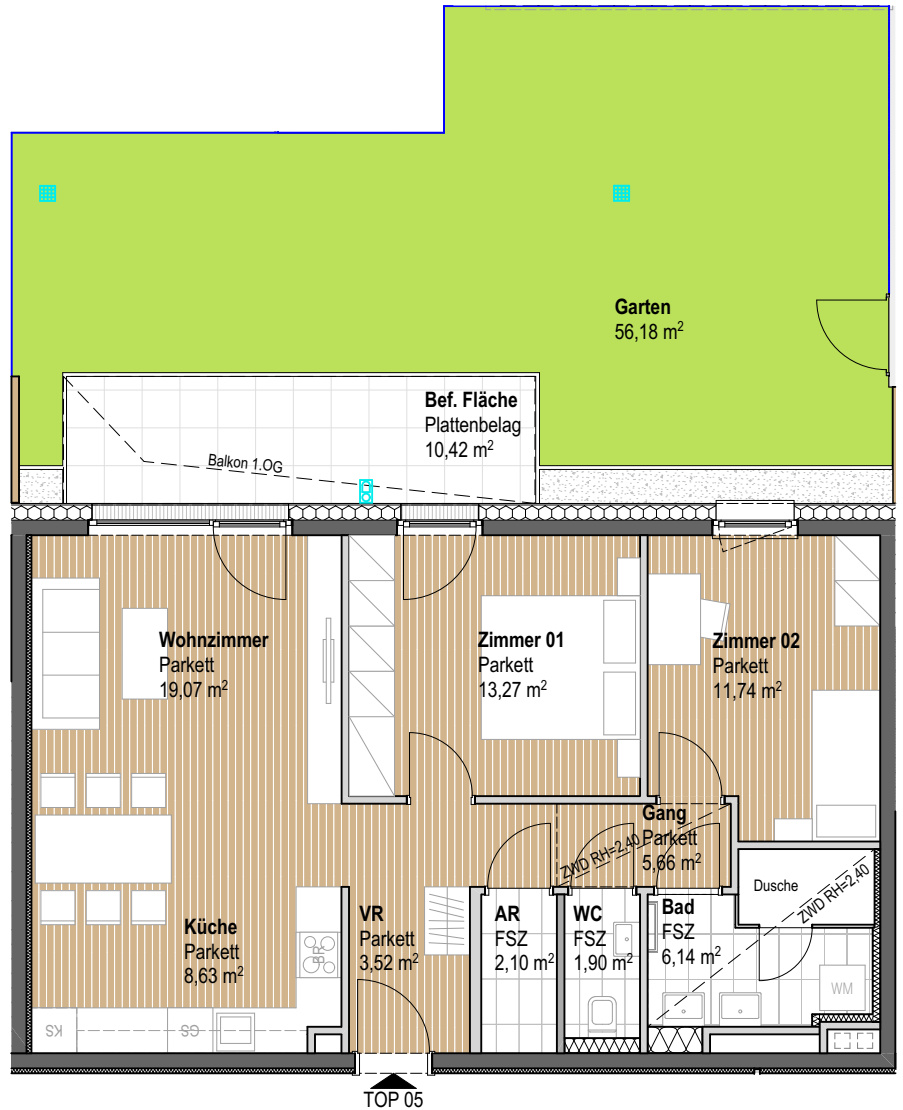 Garten
56,18 m²
Bef. Fläche
Plattenbelag
10,42 m²
Balkon 1.OG
Wohnzimmer
Parkett
19,07 m²
Zimmer 01
Parkett
13,27 m²
Zimmer 02
Parkett
11,74 m²
Gang
Parkett
5,66 m²
ZWD RH=2,40
Dusche
ZWD RH=2,40
Küche
Parkett
8,63 m²
BR
VR
Parkett
3,52 m²
AR
FSZ
2,10 m²
WC
FSZ
1,90 m²
Bad
FSZ
6,14 m²
WM
KS
GS
TOP 05